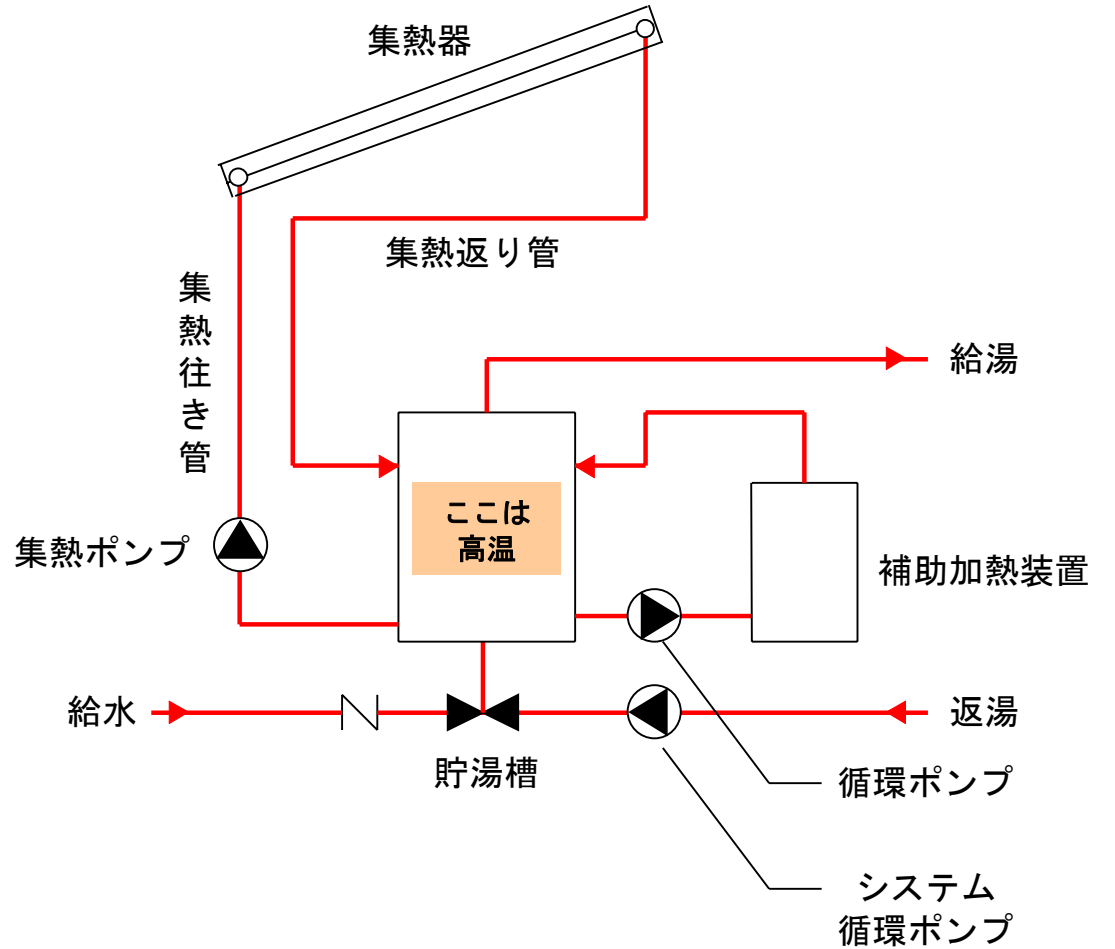 集熱器
集熱返り管
集熱往き管
給湯
ここは
高温
集熱ポンプ
補助加熱装置
給水
返湯
貯湯槽
循環ポンプ
システム
循環ポンプ